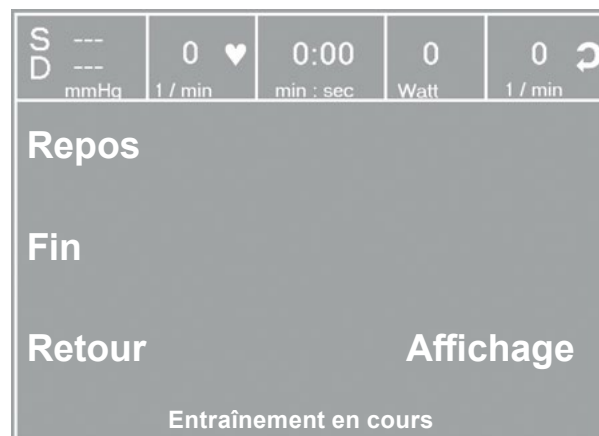 S --- 0 ♥ 0:00 0 0
D ---
mmHg 1 / min min : sec Watt 1 / min
Repos
Fin
Retour Affichage
Entraînement en cours